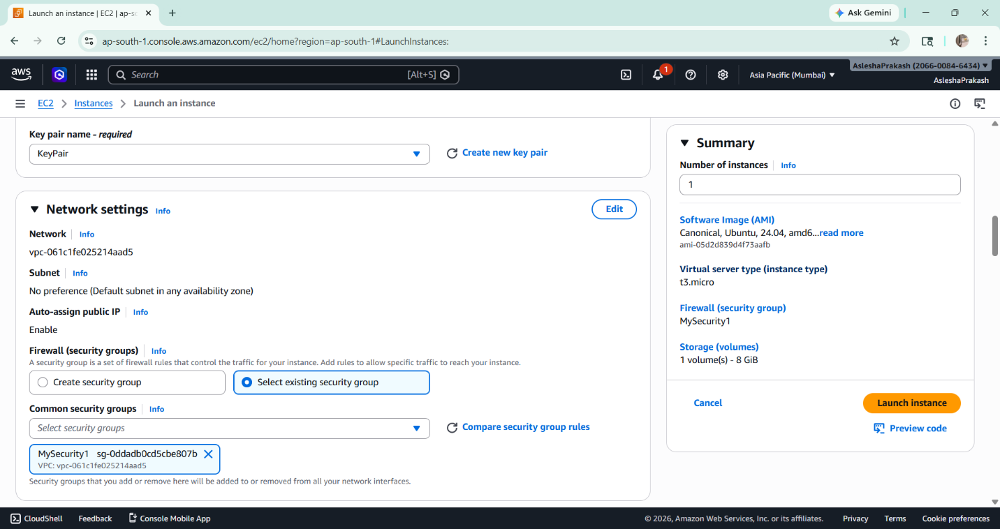 Launch an instance | EC2 | ap-sc
Ask Gemini
ap-south-1.console.aws.amazon.com/ec2/home?region=ap-south-1#LaunchInstances:
aws
Search
[Alt+S]
1
Asia Pacific (Mumbai)
AsleshaPrakash (2066-0084-6434)
AsleshaPrakash
EC2
Instances
Launch an instance
Key pair name - required
KeyPair
Create new key pair
Network settings Info
Edit
Network Info
vpc-061c1fe025214aad5
Subnet Info
No preference (Default subnet in any availability zone)
Auto-assign public IP Info
Enable
Firewall (security groups) Info
A security group is a set of firewall rules that control the traffic for your instance. Add rules to allow specific traffic to reach your instance.
Create security group
Select existing security group
Common security groups Info
Select security groups
Compare security group rules
MySecurity1 sg-0ddadb0cd5cbe807b
VPC: vpc-061c1fe025214aad5
Security groups that you add or remove here will be added to or removed from all your network interfaces.
Summary
Number of instances Info
1
Software Image (AMI)
Canonical, Ubuntu, 24.04, amd6...read more
ami-05d2d839d4f73aafb
Virtual server type (instance type)
t3.micro
Firewall (security group)
MySecurity1
Storage (volumes)
1 volume(s) - 8 GiB
Cancel
Launch instance
Preview code
CloudShell
Feedback
Console Mobile App
© 2026, Amazon Web Services, Inc. or its affiliates.
Privacy
Terms
Cookie preferences